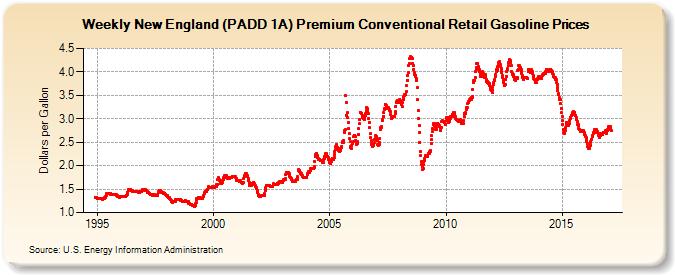 Weekly New England (PADD 1A) Premium Conventional Retail Gasoline Prices
Dollars per Gallon
4.5
4.0
3.5
3.0
2.5
2.0
1.5
1.0
1995 2000 2005 2010 2015
Source: U.S. Energy Information Administration